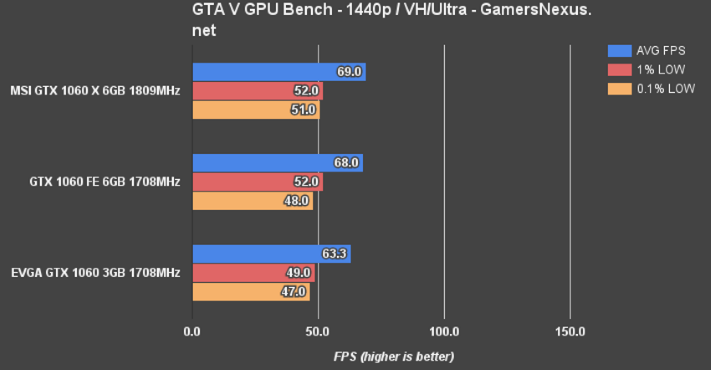 GTA V GPU Bench - 1440p / VH/Ultra - GamersNexus.
net
AVG FPS
1% LOW
0.1% LOW
MSI GTX 1060 X 6GB 1809MHz
69.0
52.0
51.0
GTX 1060 FE 6GB 1708MHz
68.0
52.0
48.0
EVGA GTX 1060 3GB 1708MHz
63.3
49.0
47.0
0.0 50.0 100.0 150.0
FPS (higher is better)